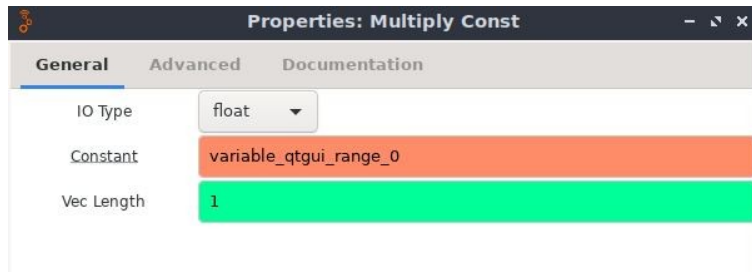 Properties: Multiply Const
General Advanced Documentation
IO Type float
Constant variable_qtgui_range_0
Vec Length 1